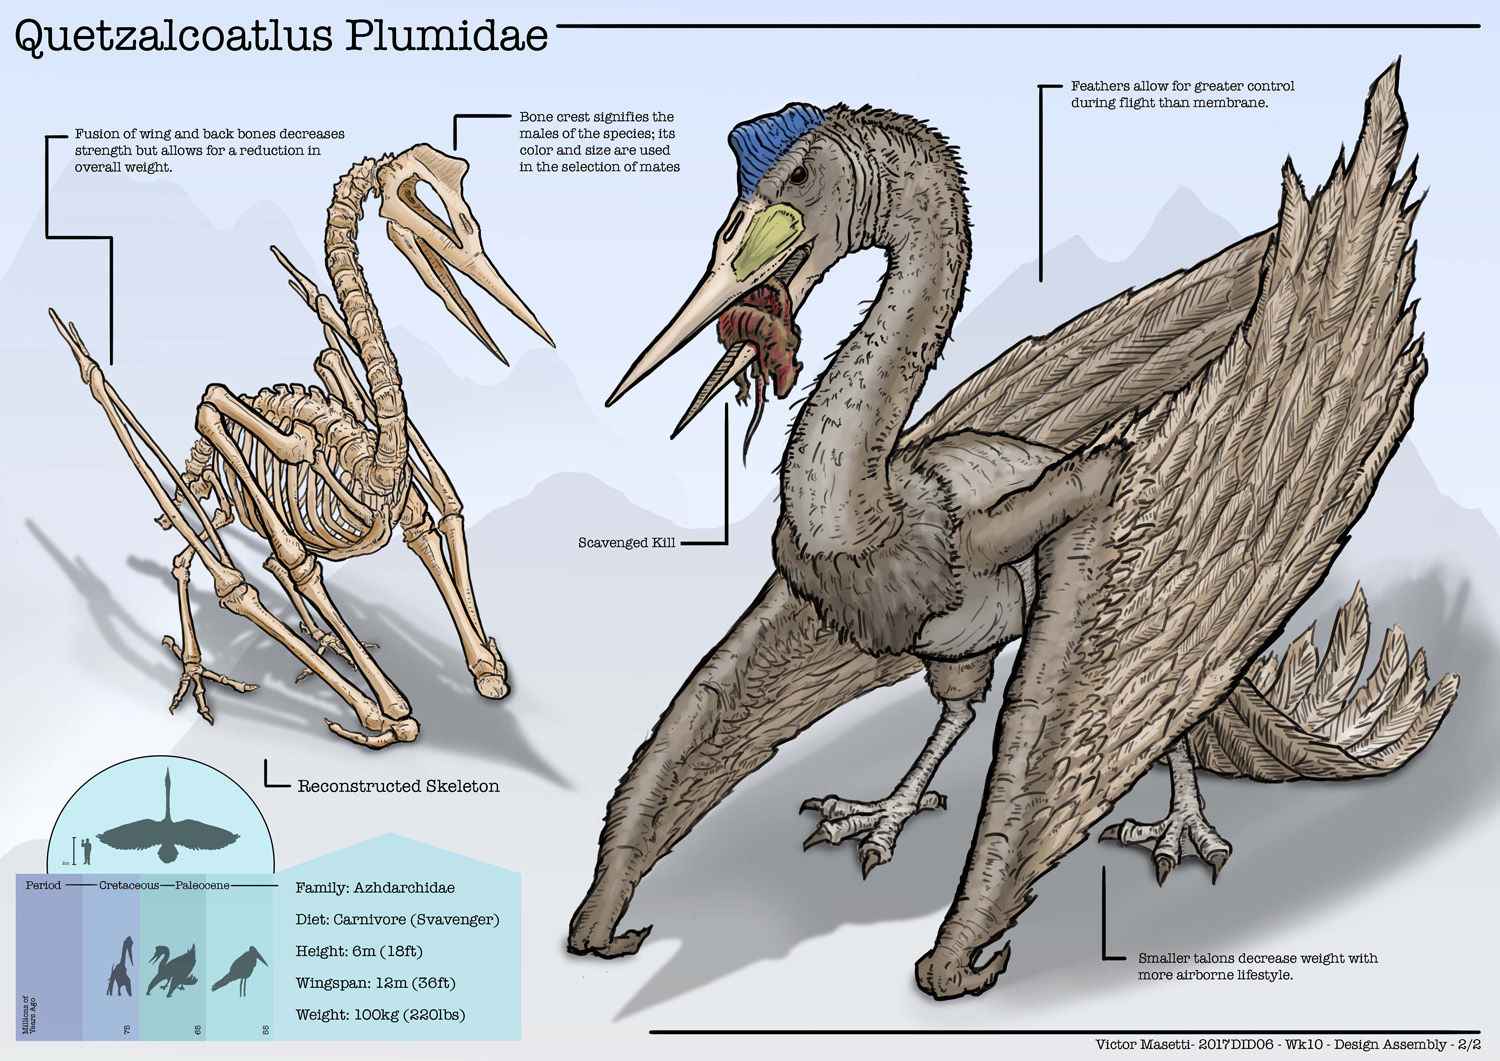 Quetzalcoatlus Plumidae
Fusion of wing and back bones decreases
strength but allows for a reduction in
overall weight.
Bone crest signifies the
males of the species; its
color and size are used
in the selection of mates
Feathers allow for greater control
during flight than membrane.
Scavenged Kill
Reconstructed Skeleton
Period
Cretaceous
Paleocene
Millions of
Years Ago
75
65
55
Family: Azhdarchidae
Diet: Carnivore (Svavenger)
Height: 6m (18ft)
Wingspan: 12m (36ft)
Weight: 100kg (220lbs)
Smaller talons decrease weight with
more airborne lifestyle.
Victor Masetti- 2017DID06 - Wk10 - Design Assembly - 2/2